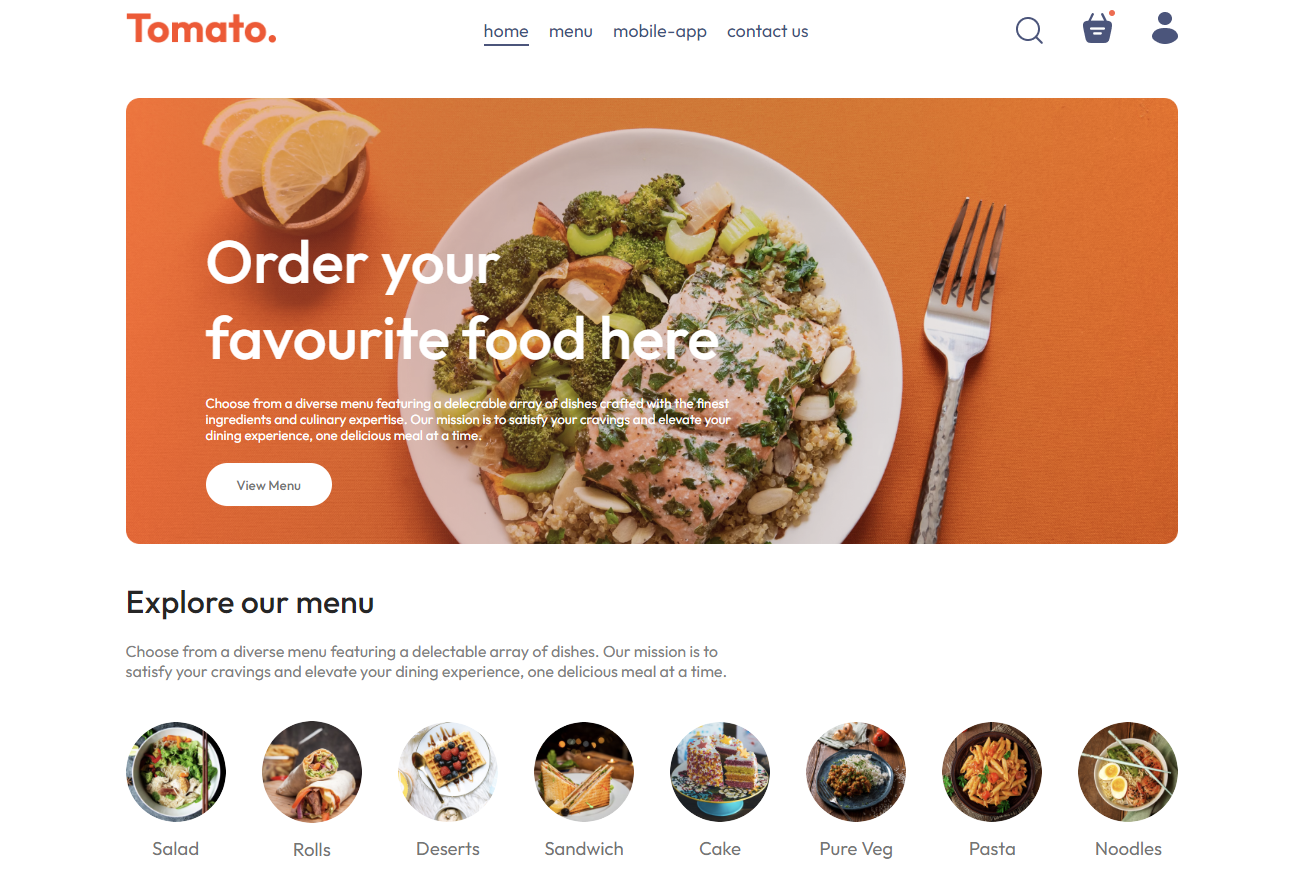 Tomato.
home menu mobile-app contact us
Order your
favourite food here
Choose from a diverse menu featuring a delecrable array of dishes crafted with the finest
ingredients and culinary expertise. Our mission is to satisfy your cravings and elevate your
dining experience, one delicious meal at a time.
View Menu
Explore our menu
Choose from a diverse menu featuring a delectable array of dishes. Our mission is to
satisfy your cravings and elevate your dining experience, one delicious meal at a time.
Salad Rolls Deserts Sandwich Cake Pure Veg Pasta Noodles